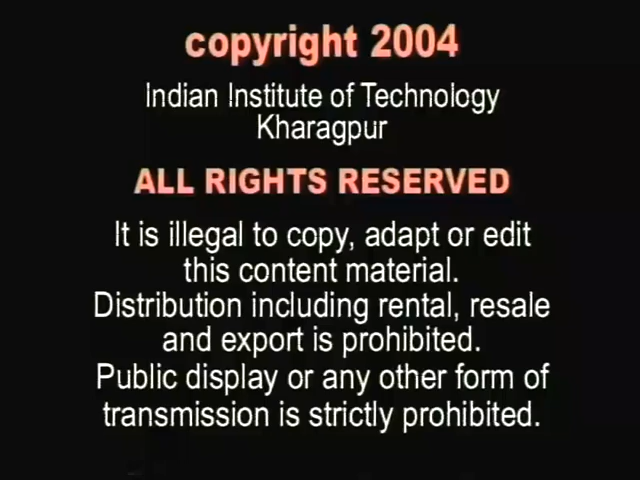 copyright 2004
Indian Institute of Technology
Kharagpur
ALL RIGHTS RESERVED
It is illegal to copy, adapt or edit
this content material.
Distribution including rental, resale
and export is prohibited.
Public display or any other form of
transmission is strictly prohibited.